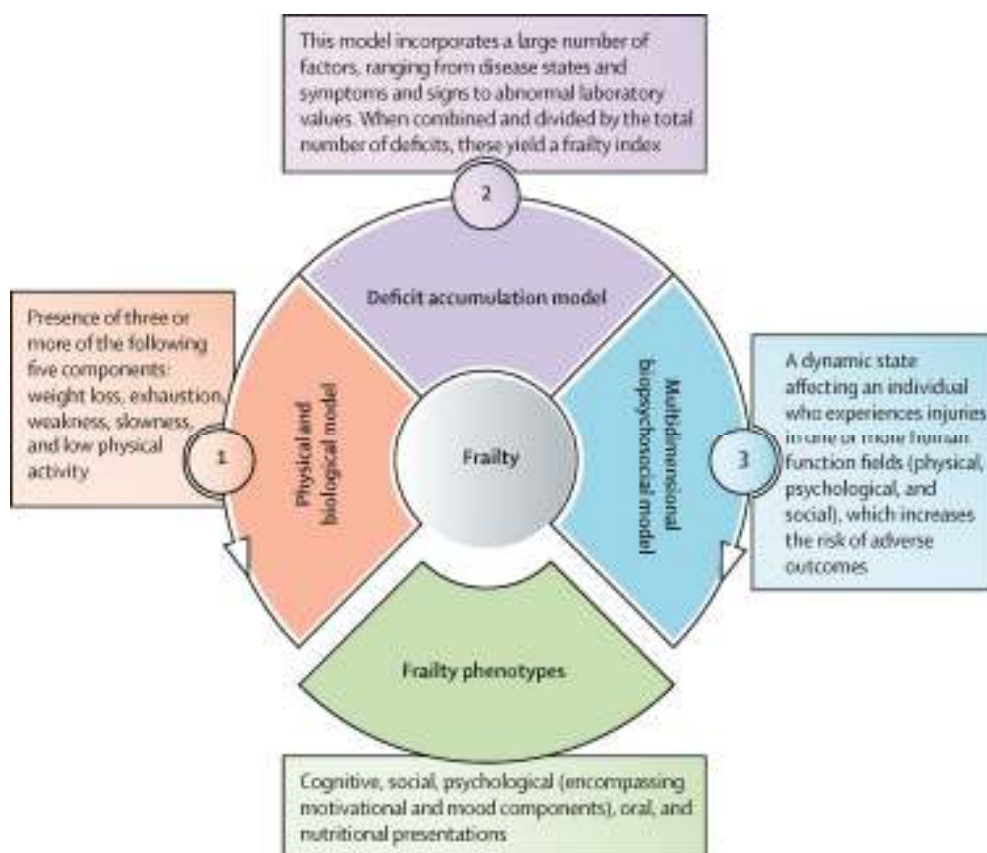 This model incorporates a large number of
factors, ranging from disease states and
symptoms and signs to abnormal laboratory
values. When combined and divided by the total
number of deficits, these yield a frailty index
2
Deficit accumulation model
Presence of three or
more of the following
five components:
weight loss, exhaustion,
weakness, slowness,
and low physical
activity
1
Physical and
biological model
Frailty
Multidimensional
biopsychosocial model
3
A dynamic state
affecting an individual
who experiences injuries
in one or more human
function fields (physical,
psychological, and
social), which increases
the risk of adverse
outcomes
Frailty phenotypes
Cognitive, social, psychological (encompassing
motivational and mood components), oral, and
nutritional presentations